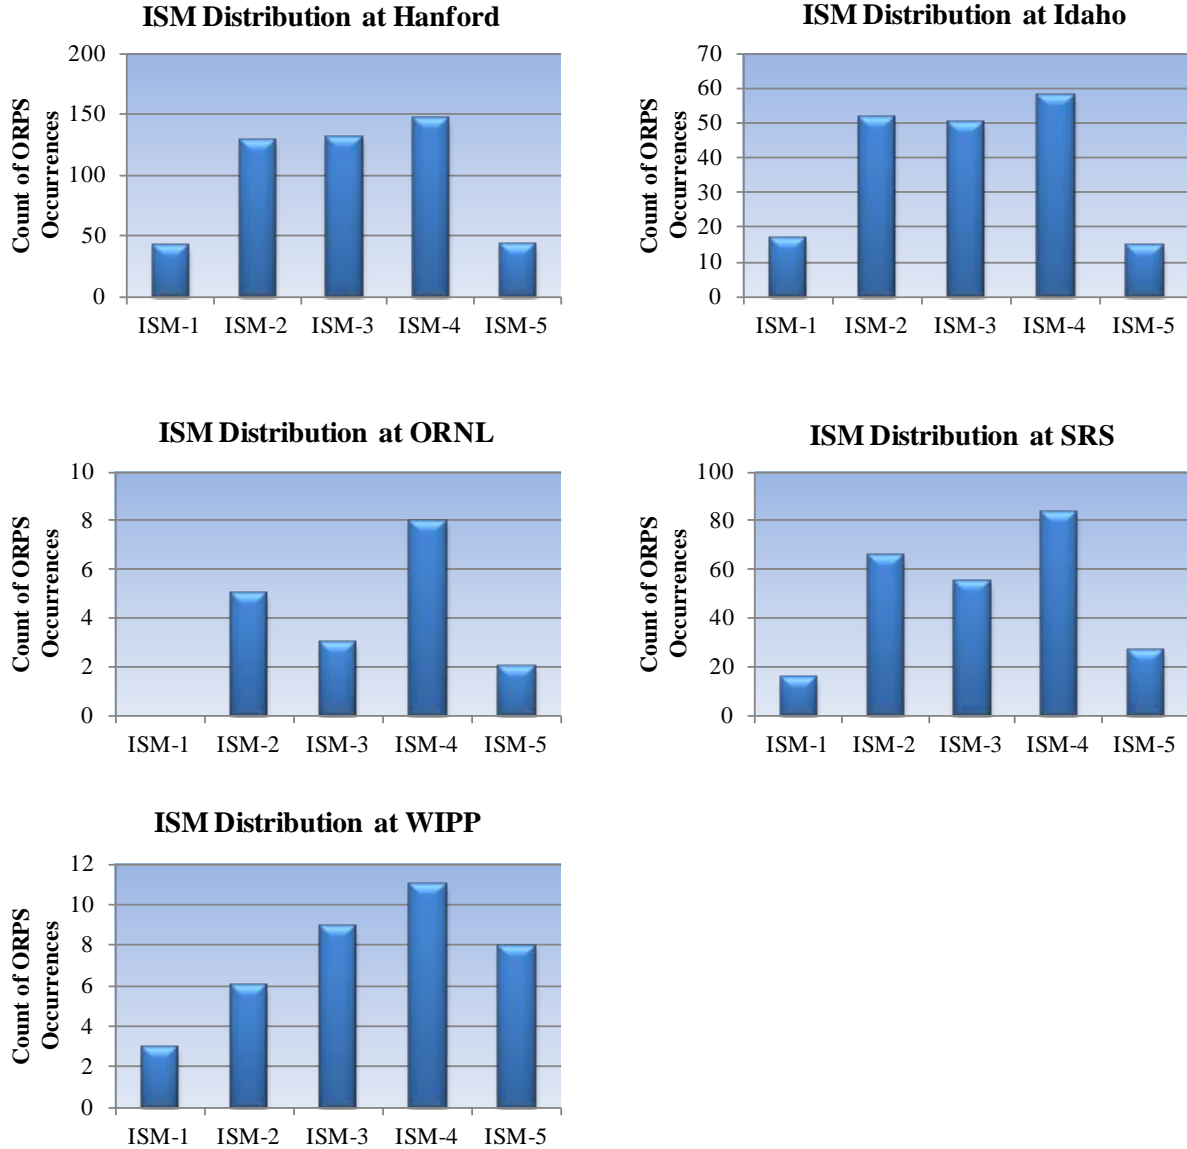 ISM Distribution at Hanford
200
150
100
50
0
Count of ORPS
Occurrences
ISM-1 ISM-2 ISM-3 ISM-4 ISM-5
ISM Distribution at Idaho
70
60
50
40
30
20
10
0
Count of ORPS
Occurrences
ISM-1 ISM-2 ISM-3 ISM-4 ISM-5
ISM Distribution at ORNL
10
8
6
4
2
0
Count of ORPS
Occurrences
ISM-1 ISM-2 ISM-3 ISM-4 ISM-5
ISM Distribution at SRS
100
80
60
40
20
0
Count of ORPS
Occurrences
ISM-1 ISM-2 ISM-3 ISM-4 ISM-5
ISM Distribution at WIPP
12
10
8
6
4
2
0
Count of ORPS
Occurrences
ISM-1 ISM-2 ISM-3 ISM-4 ISM-5